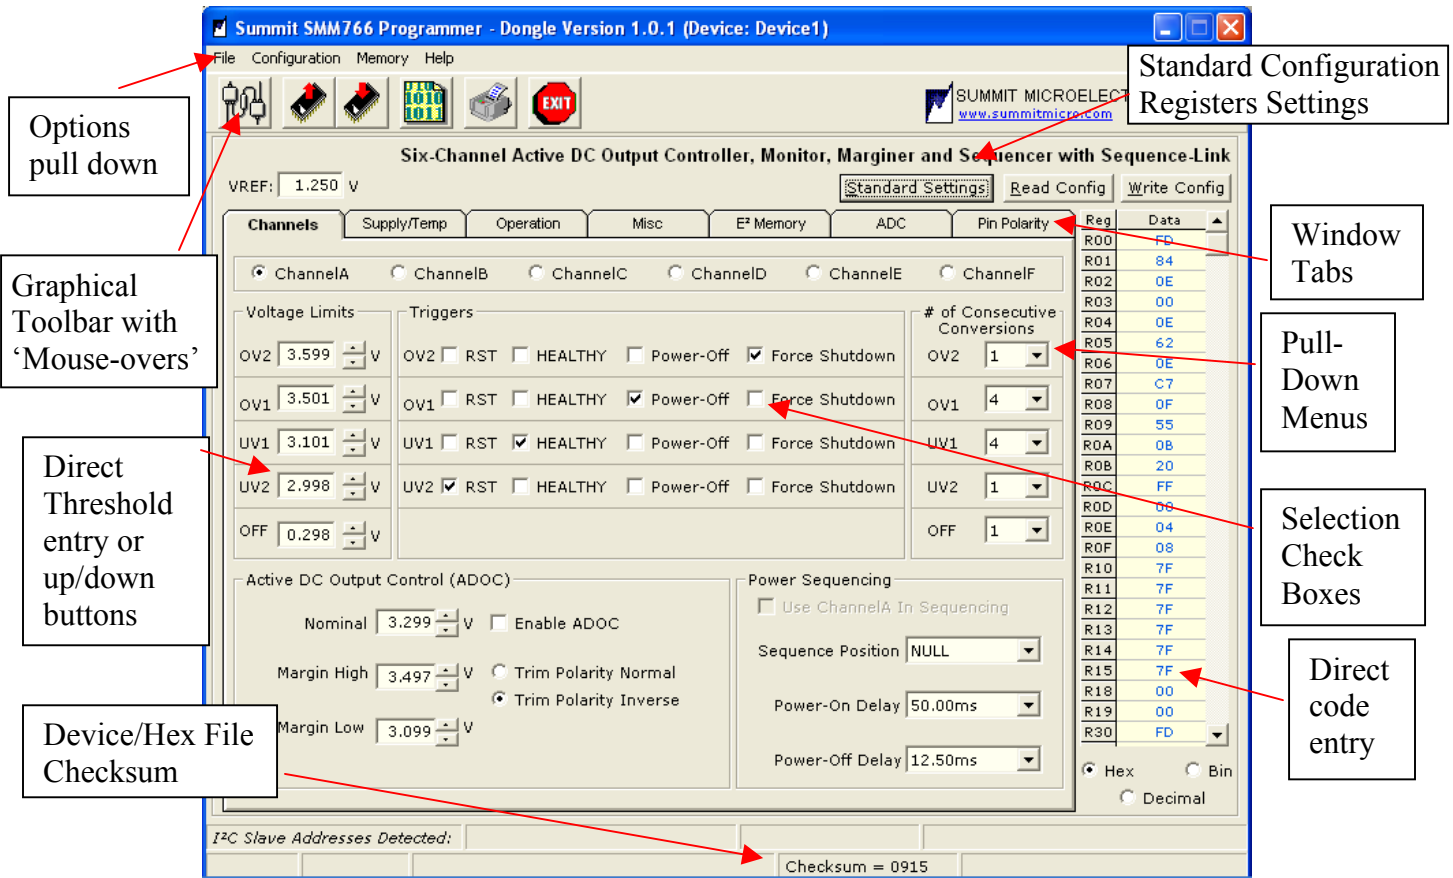 Summit SMM766 Programmer - Dongle Version 1.0.1 (Device: Device1)
File Configuration Memory Help
Standard Configuration
Registers Settings
Options
pull down
1010
1011
EXIT
SUMMIT MICROELECT
www.summitmicro.com
Six-Channel Active DC Output Controller, Monitor, Marginer and Sequencer with Sequence-Link
VREF: 1.250 V
Standard Settings Read Config Write Config
Channels Supply/Temp Operation Misc E² Memory ADC Pin Polarity
Window
Tabs
Graphical
Toolbar with
‘Mouse-overs’
ChannelA ChannelB ChannelC ChannelD ChannelE ChannelF
Voltage Limits Triggers # of Consecutive
Conversions
OV2 3.599 V OV2 RST HEALTHY Power-Off Force Shutdown OV2 1
OV1 3.501 V OV1 RST HEALTHY Power-Off Force Shutdown OV1 4
UV1 3.101 V UV1 RST HEALTHY Power-Off Force Shutdown UV1 4
UV2 2.998 V UV2 RST HEALTHY Power-Off Force Shutdown UV2 1
OFF 0.298 V OFF 1
Pull-
Down
Menus
Direct
Threshold
entry or
up/down
buttons
Selection
Check
Boxes
Active DC Output Control (ADOC)
Nominal 3.299 V Enable ADOC
Margin High 3.497 V Trim Polarity Normal
Trim Polarity Inverse
Margin Low 3.099 V
Power Sequencing
Use ChannelA In Sequencing
Sequence Position NULL
Power-On Delay 50.00ms
Power-Off Delay 12.50ms
Reg Data
R00 FD
R01 84
R02 0E
R03 00
R04 0E
R05 62
R06 0E
R07 C7
R08 0F
R09 55
R0A 0B
R0B 20
R0C FF
R0D 00
R0E 04
R0F 08
R10 7F
R11 7F
R12 7F
R13 7F
R14 7F
R15 7F
R18 00
R19 00
R30 FD
Hex Bin
Decimal
Direct
code
entry
Device/Hex File
Checksum
I²C Slave Addresses Detected:
Checksum = 0915